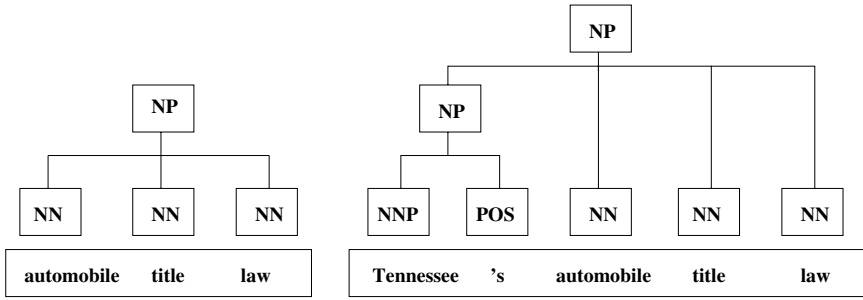 NP
NP NP
NN NN NN NNP POS NN NN NN
automobile title law Tennessee ’s automobile title law